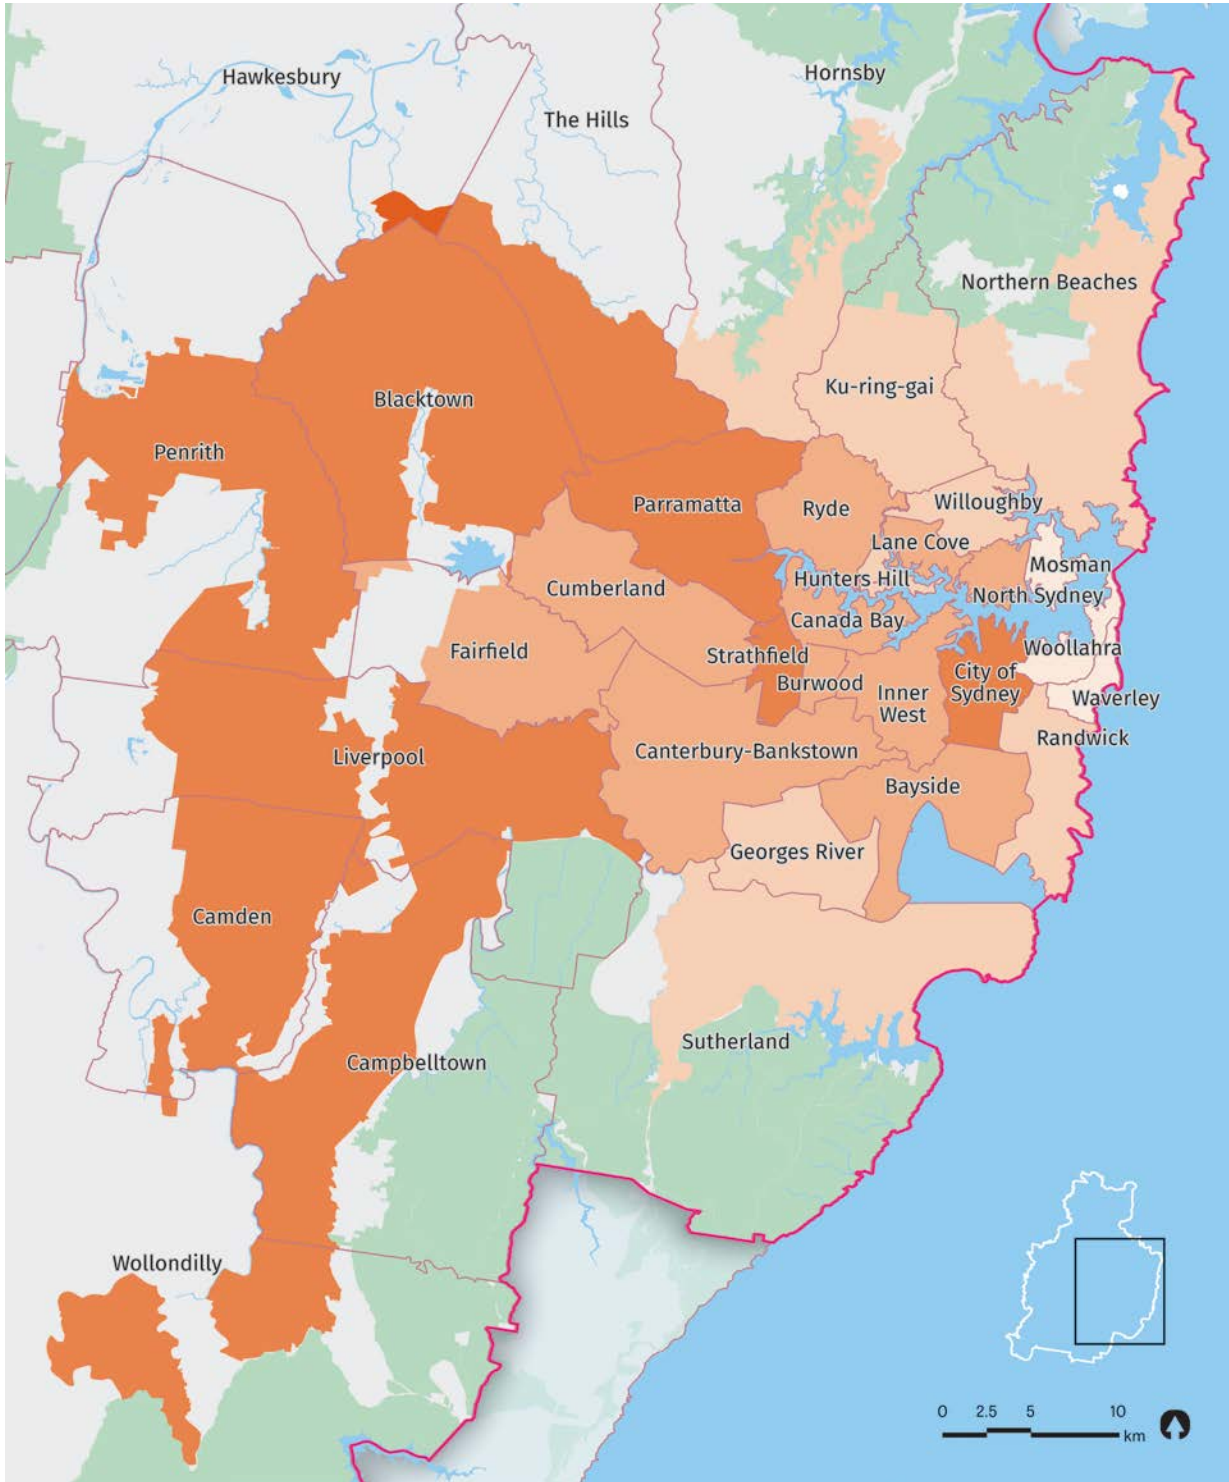 Hawkesbury
Hornsby
The Hills
Northern Beaches
Ku-ring-gai
Blacktown
Penrith
Parramatta
Ryde
Willoughby
Lane Cove
Mosman
Hunters Hill
Cumberland
North Sydney
Canada Bay
Fairfield
Strathfield
Woollahra
City of
Sydney
Burwood
Inner
West
Waverley
Randwick
Liverpool
Canterbury-Bankstown
Bayside
Georges River
Camden
Sutherland
Campbelltown
Wollondilly
0 2.5 5 10
km